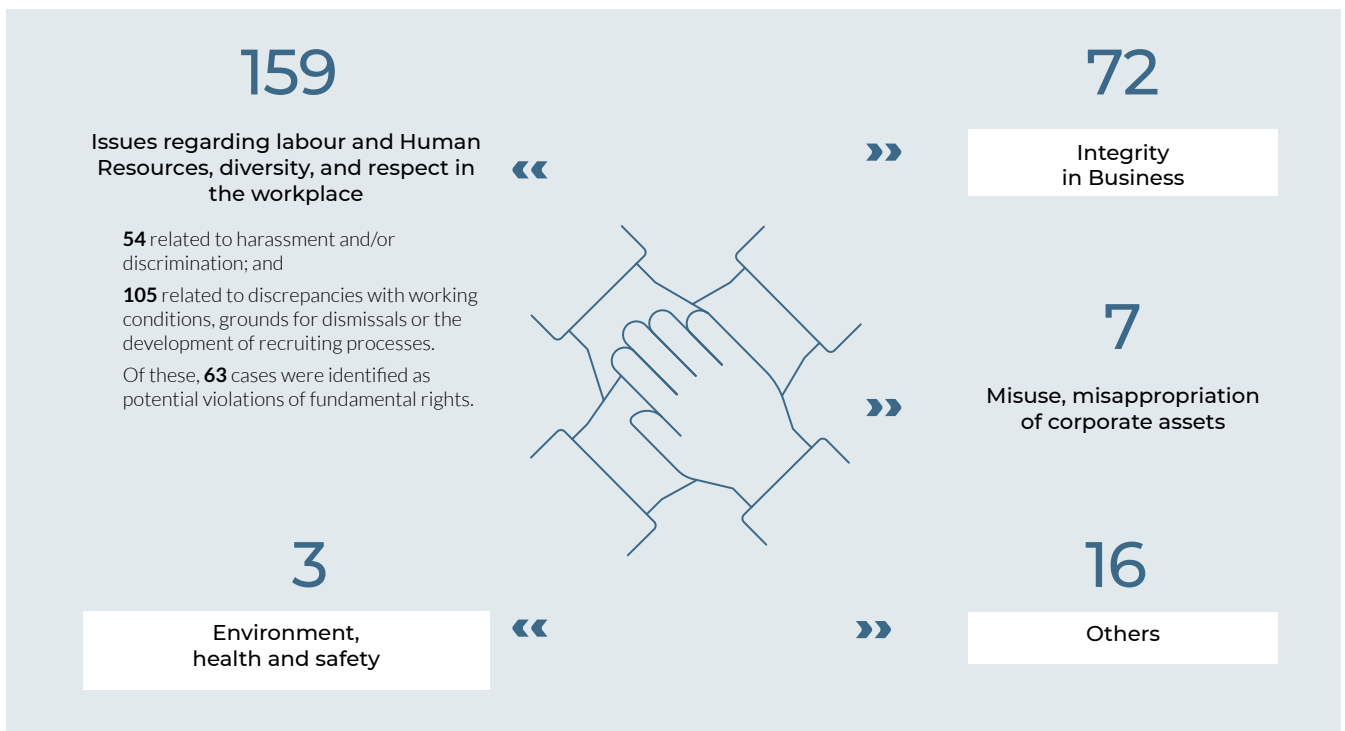 159
Issues regarding labour and Human
Resources, diversity, and respect in
the workplace
54 related to harassment and/or
discrimination; and
105 related to discrepancies with working
conditions, grounds for dismissals or the
development of recruiting processes.
Of these, 63 cases were identified as
potential violations of fundamental rights.
3
Environment,
health and safety
72
Integrity
in Business
7
Misuse, misappropriation
of corporate assets
16
Others